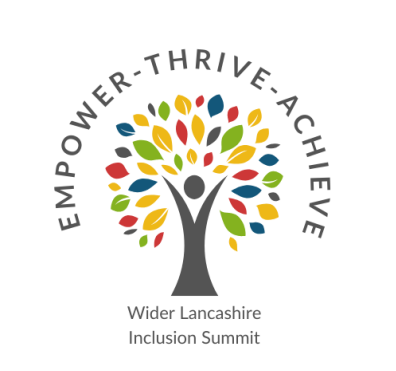 EMPOWER-THRIVE-ACHIEVE
Wider Lancashire
Inclusion Summit